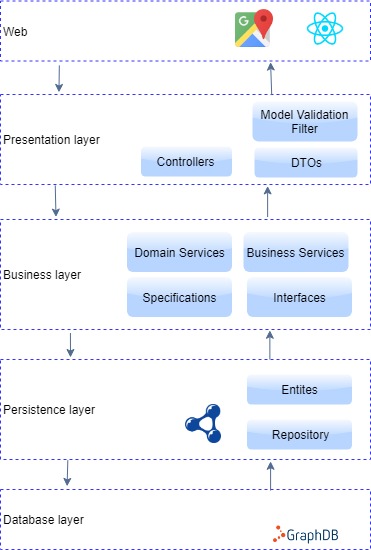 Web
G
Presentation layer
Model Validation
Filter
Controllers
DTOs
Business layer
Domain Services
Business Services
Specifications
Interfaces
Persistence layer
Entites
Repository
Database layer
GraphDB